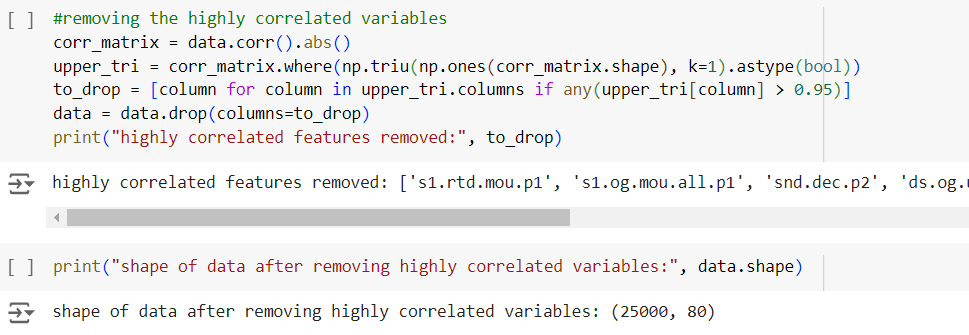 [ ] #removing the highly correlated variables
corr_matrix = data.corr().abs()
upper_tri = corr_matrix.where(np.triu(np.ones(corr_matrix.shape), k=1).astype(bool))
to_drop = [column for column in upper_tri.columns if any(upper_tri[column] > 0.95)]
data = data.drop(columns=to_drop)
print("highly correlated features removed:", to_drop)
highly correlated features removed: ['s1.rtd.mou.p1', 's1.og.mou.all.p1', 'snd.dec.p2', 'ds.og.
[ ] print("shape of data after removing highly correlated variables:", data.shape)
shape of data after removing highly correlated variables: (25000, 80)